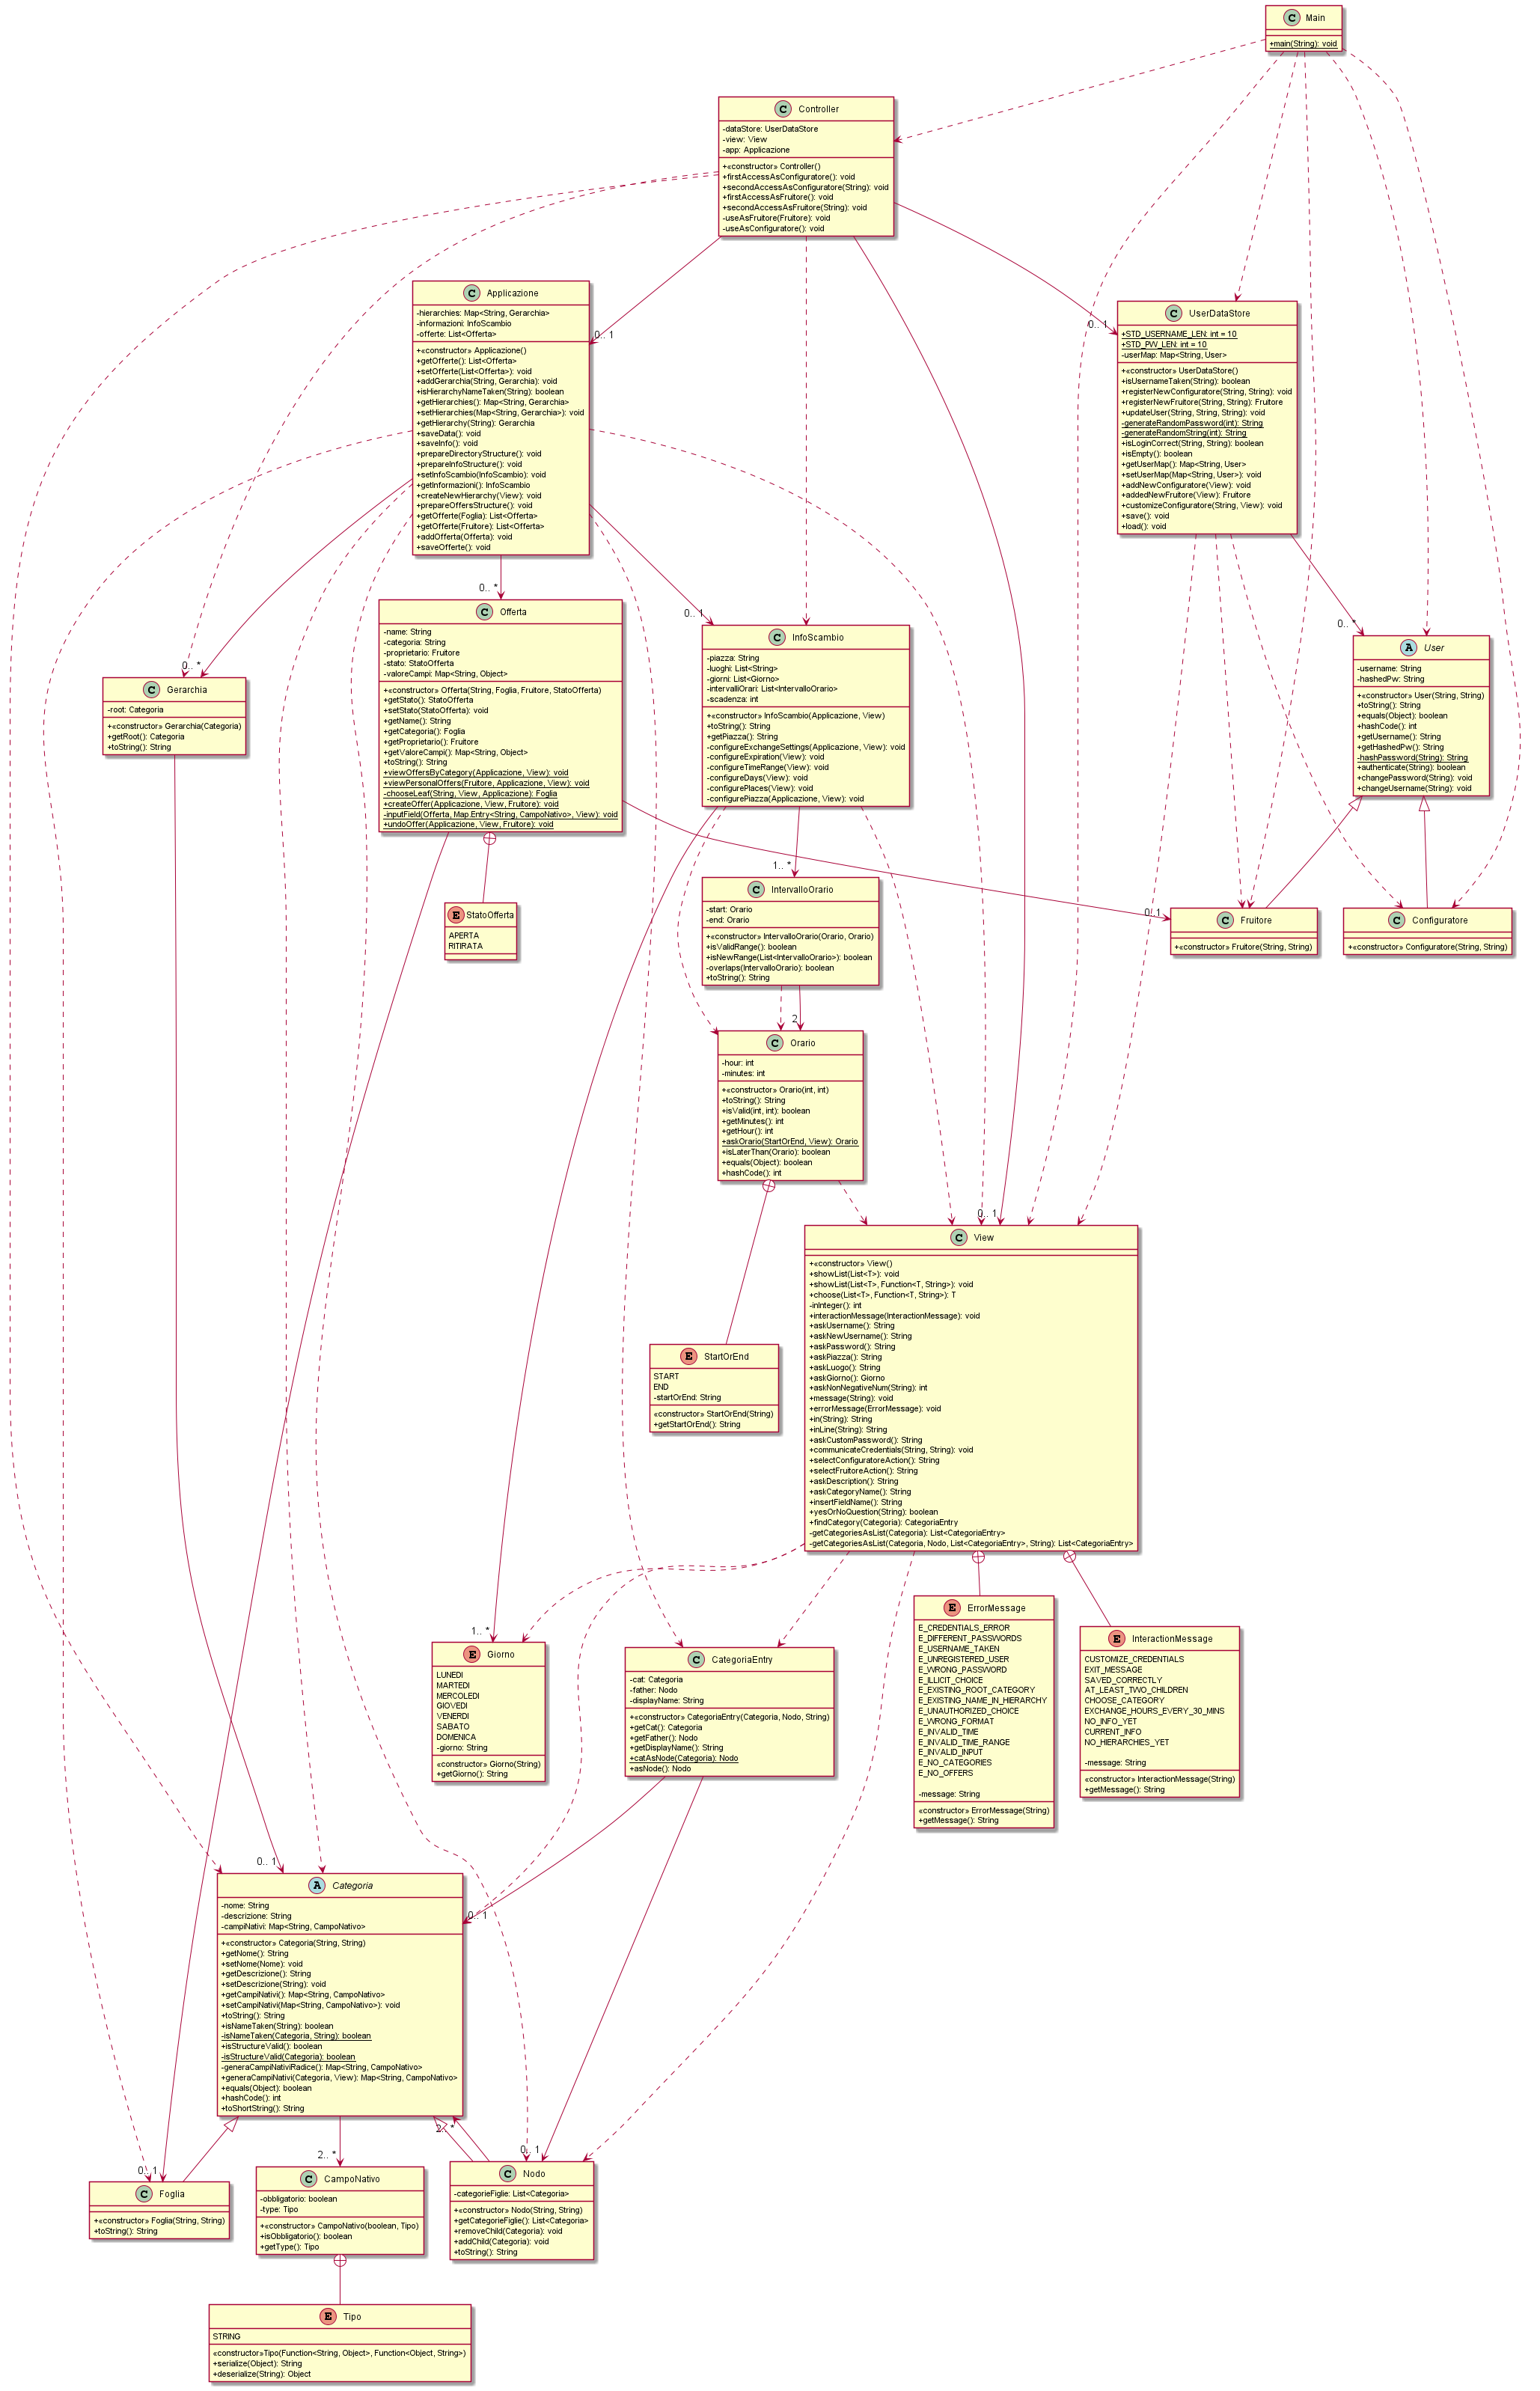 C Main
+main(String): void
C Controller
-dataStore: UserDataStore
-view: View
-app: Applicazione
+«constructor» Controller()
+firstAccessAsConfiguratore(): void
+secondAccessAsConfiguratore(String): void
+firstAccessAsFruitore(): void
+secondAccessAsFruitore(String): void
-useAsFruitore(Fruitore): void
-useAsConfiguratore(): void
C Applicazione
-hierarchies: Map<String, Gerarchia>
-informazioni: InfoScambio
-offerte: List<Offerta>
+«constructor» Applicazione()
+getOfferte(): List<Offerta>
+setOfferte(List<Offerta>): void
+addGerarchia(String, Gerarchia): void
+isHierarchyNameTaken(String): boolean
+getHierarchies(): Map<String, Gerarchia>
+setHierarchies(Map<String, Gerarchia>): void
+getHierarchy(String): Gerarchia
+saveData(): void
+saveInfo(): void
+prepareDirectoryStructure(): void
+prepareInfoStructure(): void
+setInfoScambio(InfoScambio): void
+getInformazioni(): InfoScambio
+createNewHierarchy(View): void
+prepareOffersStructure(): void
+getOfferte(Foglia): List<Offerta>
+getOfferte(Fruitore): List<Offerta>
+addOfferta(Offerta): void
+saveOfferte(): void
0.. 1
0.. 1
C UserDataStore
+STD_USERNAME_LEN: int = 10
+STD_PW_LEN: int = 10
-userMap: Map<String, User>
+«constructor» UserDataStore()
+isUsernameTaken(String): boolean
+registerNewConfiguratore(String, String): void
+registerNewFruitore(String, String): Fruitore
+updateUser(String, String, String): void
-generateRandomPassword(int): String
-generateRandomString(int): String
+isLoginCorrect(String, String): boolean
+isEmpty(): boolean
+getUserMap(): Map<String, User>
+setUserMap(Map<String, User>): void
+addNewConfiguratore(View): void
+addedNewFruitore(View): Fruitore
+customizeConfiguratore(String, View): void
+save(): void
+load(): void
0.. *
0.. *
0.. 1
0.. *
C Gerarchia
-root: Categoria
+«constructor» Gerarchia(Categoria)
+getRoot(): Categoria
+toString(): String
C Offerta
-name: String
-categoria: String
-proprietario: Fruitore
-stato: StatoOfferta
-valoreCampi: Map<String, Object>
+«constructor» Offerta(String, Foglia, Fruitore, StatoOfferta)
+getStato(): StatoOfferta
+setStato(StatoOfferta): void
+getName(): String
+getCategoria(): Foglia
+getProprietario(): Fruitore
+getValoreCampi(): Map<String, Object>
+toString(): String
+viewOffersByCategory(Applicazione, View): void
+viewPersonalOffers(Fruitore, Applicazione, View): void
-chooseLeaf(String, View, Applicazione): Foglia
+createOffer(Applicazione, View, Fruitore): void
-inputField(Offerta, Map.Entry<String, CampoNativo>, View): void
+undoOffer(Applicazione, View, Fruitore): void
C InfoScambio
-piazza: String
-luoghi: List<String>
-giorni: List<Giorno>
-intervalliOrari: List<IntervalloOrario>
-scadenza: int
+«constructor» InfoScambio(Applicazione, View)
+toString(): String
+getPiazza(): String
-configureExchangeSettings(Applicazione, View): void
-configureExpiration(View): void
-configureTimeRange(View): void
-configureDays(View): void
-configurePlaces(View): void
-configurePiazza(Applicazione, View): void
A User
-username: String
-hashedPw: String
+«constructor» User(String, String)
+toString(): String
+equals(Object): boolean
+hashCode(): int
+getUsername(): String
+getHashedPw(): String
-hashPassword(String): String
+authenticate(String): boolean
+changePassword(String): void
+changeUsername(String): void
E StatoOfferta
APERTA
RITIRATA
1.. *
C IntervalloOrario
-start: Orario
-end: Orario
+«constructor» IntervalloOrario(Orario, Orario)
+isValidRange(): boolean
+isNewRange(List<IntervalloOrario>): boolean
-overlaps(IntervalloOrario): boolean
+toString(): String
0.. 1
C Fruitore
+«constructor» Fruitore(String, String)
C Configuratore
+«constructor» Configuratore(String, String)
2
C Orario
-hour: int
-minutes: int
+«constructor» Orario(int, int)
+toString(): String
+isValid(int, int): boolean
+getMinutes(): int
+getHour(): int
+askOrario(StartOrEnd, View): Orario
+isLaterThan(Orario): boolean
+equals(Object): boolean
+hashCode(): int
0.. 1
C View
+«constructor» View()
+showList(List<T>): void
+showList(List<T>, Function<T, String>): void
+choose(List<T>, Function<T, String>): T
-inInteger(): int
+interactionMessage(InteractionMessage): void
+askUsername(): String
+askNewUsername(): String
+askPassword(): String
+askPiazza(): String
+askLuogo(): String
+askGiorno(): Giorno
+askNonNegativeNum(String): int
+message(String): void
+errorMessage(ErrorMessage): void
+in(String): String
+inLine(String): String
+askCustomPassword(): String
+communicateCredentials(String, String): void
+selectConfiguratoreAction(): String
+selectFruitoreAction(): String
+askDescription(): String
+askCategoryName(): String
+insertFieldName(): String
+yesOrNoQuestion(String): boolean
+findCategory(Categoria): CategoriaEntry
-getCategoriesAsList(Categoria): List<CategoriaEntry>
-getCategoriesAsList(Categoria, Nodo, List<CategoriaEntry>, String): List<CategoriaEntry>
E StartOrEnd
START
END
-startOrEnd: String
«constructor» StartOrEnd(String)
+getStartOrEnd(): String
1.. *
E Giorno
LUNEDI
MARTEDI
MERCOLEDI
GIOVEDI
VENERDI
SABATO
DOMENICA
-giorno: String
«constructor» Giorno(String)
+getGiorno(): String
C CategoriaEntry
-cat: Categoria
-father: Nodo
-displayName: String
+«constructor» CategoriaEntry(Categoria, Nodo, String)
+getCat(): Categoria
+getFather(): Nodo
+getDisplayName(): String
+catAsNode(Categoria): Nodo
+asNode(): Nodo
E ErrorMessage
E_CREDENTIALS_ERROR
E_DIFFERENT_PASSWORDS
E_USERNAME_TAKEN
E_UNREGISTERED_USER
E_WRONG_PASSWORD
E_ILLICIT_CHOICE
E_EXISTING_ROOT_CATEGORY
E_EXISTING_NAME_IN_HIERARCHY
E_UNAUTHORIZED_CHOICE
E_WRONG_FORMAT
E_INVALID_TIME
E_INVALID_TIME_RANGE
E_INVALID_INPUT
E_NO_CATEGORIES
E_NO_OFFERS
-message: String
«constructor» ErrorMessage(String)
+getMessage(): String
E InteractionMessage
CUSTOMIZE_CREDENTIALS
EXIT_MESSAGE
SAVED_CORRECTLY
AT_LEAST_TWO_CHILDREN
CHOOSE_CATEGORY
EXCHANGE_HOURS_EVERY_30_MINS
NO_INFO_YET
CURRENT_INFO
NO_HIERARCHIES_YET
-message: String
«constructor» InteractionMessage(String)
+getMessage(): String
0.. 1
0.. 1
A Categoria
-nome: String
-descrizione: String
-campiNativi: Map<String, CampoNativo>
+«constructor» Categoria(String, String)
+getNome(): String
+setNome(Nome): void
+getDescrizione(): String
+setDescrizione(String): void
+getCampiNativi(): Map<String, CampoNativo>
+setCampiNativi(Map<String, CampoNativo>): void
+toString(): String
+isNameTaken(String): boolean
-isNameTaken(Categoria, String): boolean
+isStructureValid(): boolean
-isStructureValid(Categoria): boolean
-generaCampiNativiRadice(): Map<String, CampoNativo>
+generaCampiNativi(Categoria, View): Map<String, CampoNativo>
+equals(Object): boolean
+hashCode(): int
+toShortString(): String
0.. 1
2.. *
2.. *
0.. 1
C Foglia
+«constructor» Foglia(String, String)
+toString(): String
C CampoNativo
-obbligatorio: boolean
-type: Tipo
+«constructor» CampoNativo(boolean, Tipo)
+isObbligatorio(): boolean
+getType(): Tipo
C Nodo
-categorieFiglie: List<Categoria>
+«constructor» Nodo(String, String)
+getCategorieFiglie(): List<Categoria>
+removeChild(Categoria): void
+addChild(Categoria): void
+toString(): String
E Tipo
STRING
«constructor»Tipo(Function<String, Object>, Function<Object, String>)
+serialize(Object): String
+deserialize(String): Object